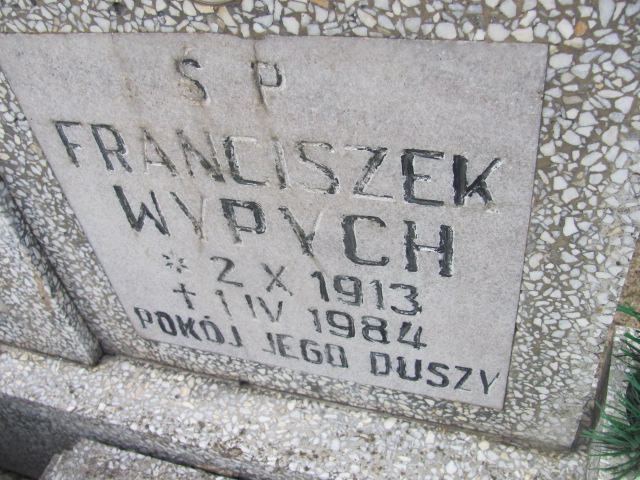 S P
FRANCISZEK
WYPYCH
* 2 X 1913
+ 1 IV 1984
POKÓJ JEGO DUSZY